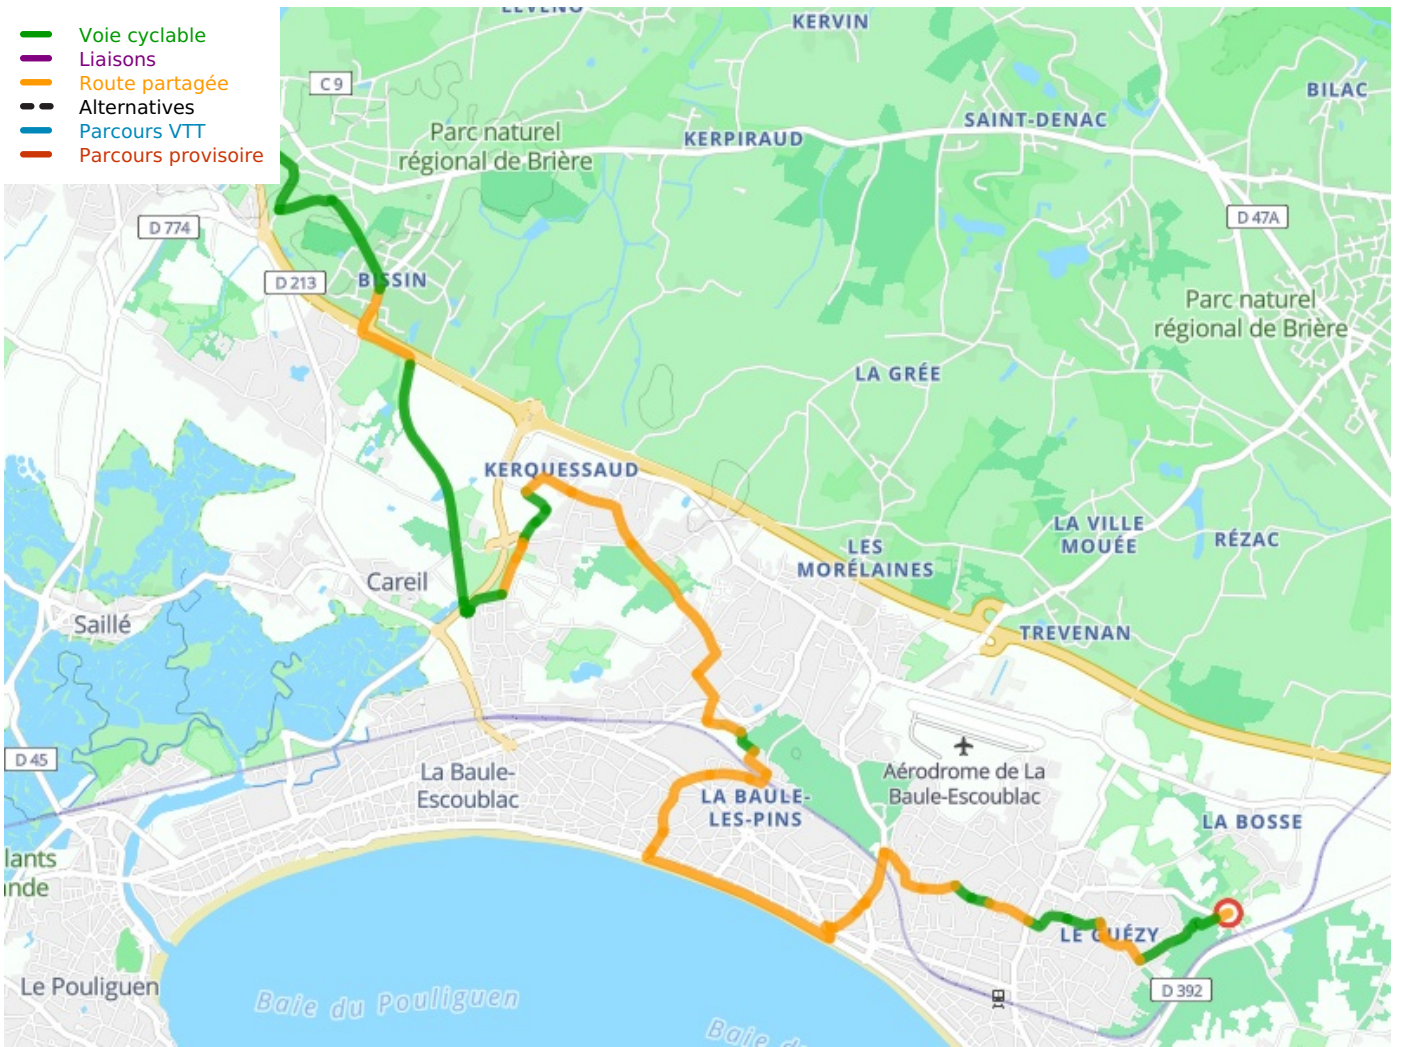 Voie cyclable
Liaisons
Route partagée
Alternatives
Parcours VTT
Parcours provisoire
KERVIN
C 9
BILAC
SAINT-DENAC
Parc naturel
régional de Brière
KERPIRAUD
D 774
D 47A
D 213
BISSIN
Parc naturel
régional de Brière
LA GRÉE
KERQUESSAUD
LA VILLE
MOUÉE
RÉZAC
LES
MORÉLAINES
Careil
Saillé
TREVENAN
D 45
La Baule-
Escoublac
Aérodrome de La
Baule-Escoublac
LA BAULE-
LES-PINS
LA BOSSE
lants
nde
LE GUÉZY
Le Pouliguen
D 392
Baie du Pouliguen
Baie d